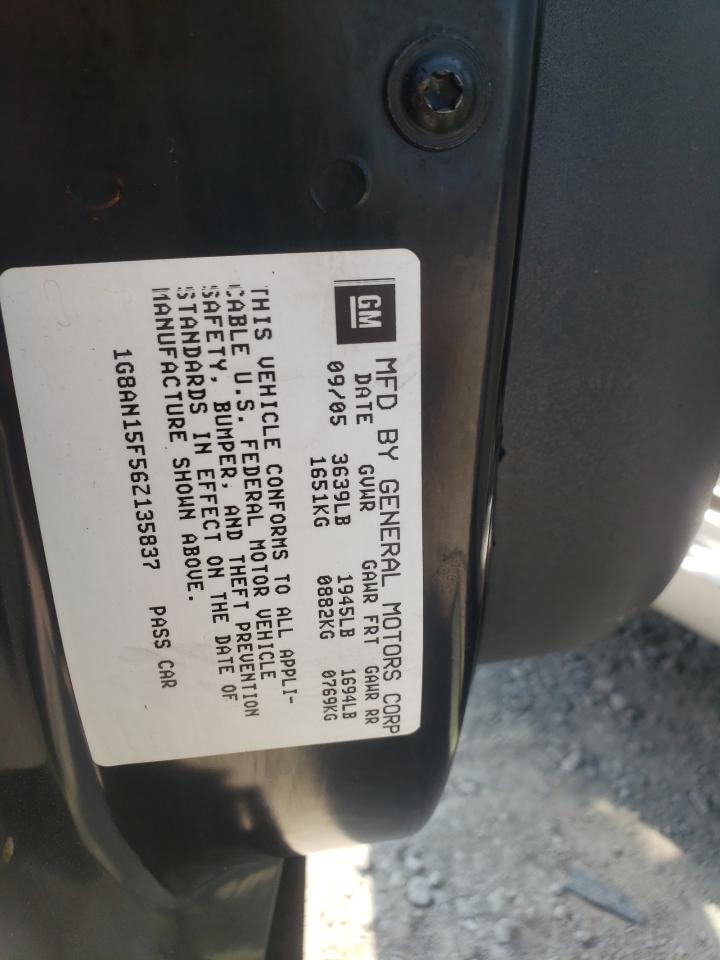 GM
MFD BY GENERAL MOTORS CORP
DATE GVWR GAWR FRT GAWR RR
09/05 3639LB 1945LB 1694LB
1651KG 0882KG 0769KG
THIS VEHICLE CONFORMS TO ALL APPLI-
CABLE U.S. FEDERAL MOTOR VEHICLE
SAFETY, BUMPER, AND THEFT PREVENTION
STANDARDS IN EFFECT ON THE DATE OF
MANUFACTURE SHOWN ABOVE.
1G8AN15F56Z135837 PASS CAR